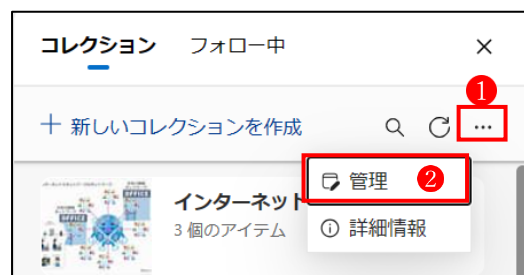 コレクション フォロー中
1
新しいコレクションを作成
管理 2
インターネット
3 個のアイテム
詳細情報
OFFICE
OFFICE